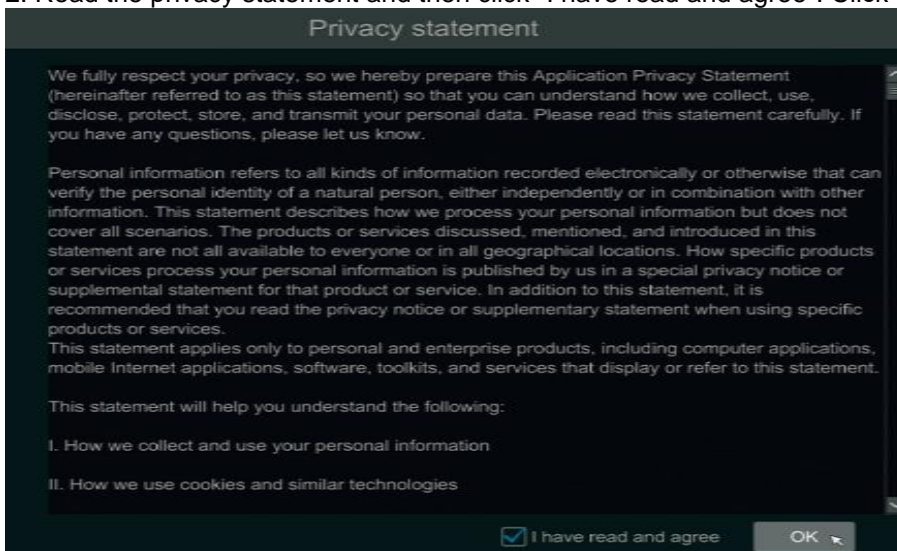 2. Read the privacy statement and then click "I have read and agree". Click
Privacy statement
We fully respect your privacy, so we hereby prepare this Application Privacy Statement
(hereinafter referred to as this statement) so that you can understand how we collect, use,
disclose, protect, store, and transmit your personal data. Please read this statement carefully. If
you have any questions, please let us know.
Personal information refers to all kinds of information recorded electronically or otherwise that can
verify the personal identity of a natural person, either independently or in combination with other
information. This statement describes how we process your personal information but does not
cover all scenarios. The products or services discussed, mentioned, and introduced in this
statement are not all available to everyone or in all geographical locations. How specific products
or services process your personal information is published by us in a special privacy notice or
supplemental statement for that product or service. In addition to this statement, it is
recommended that you read the privacy notice or supplementary statement when using specific
products or services.
This statement applies only to personal and enterprise products, including computer applications,
mobile Internet applications, software, toolkits, and services that display or refer to this statement.
This statement will help you understand the following:
I. How we collect and use your personal information
II. How we use cookies and similar technologies
I have read and agree
OK